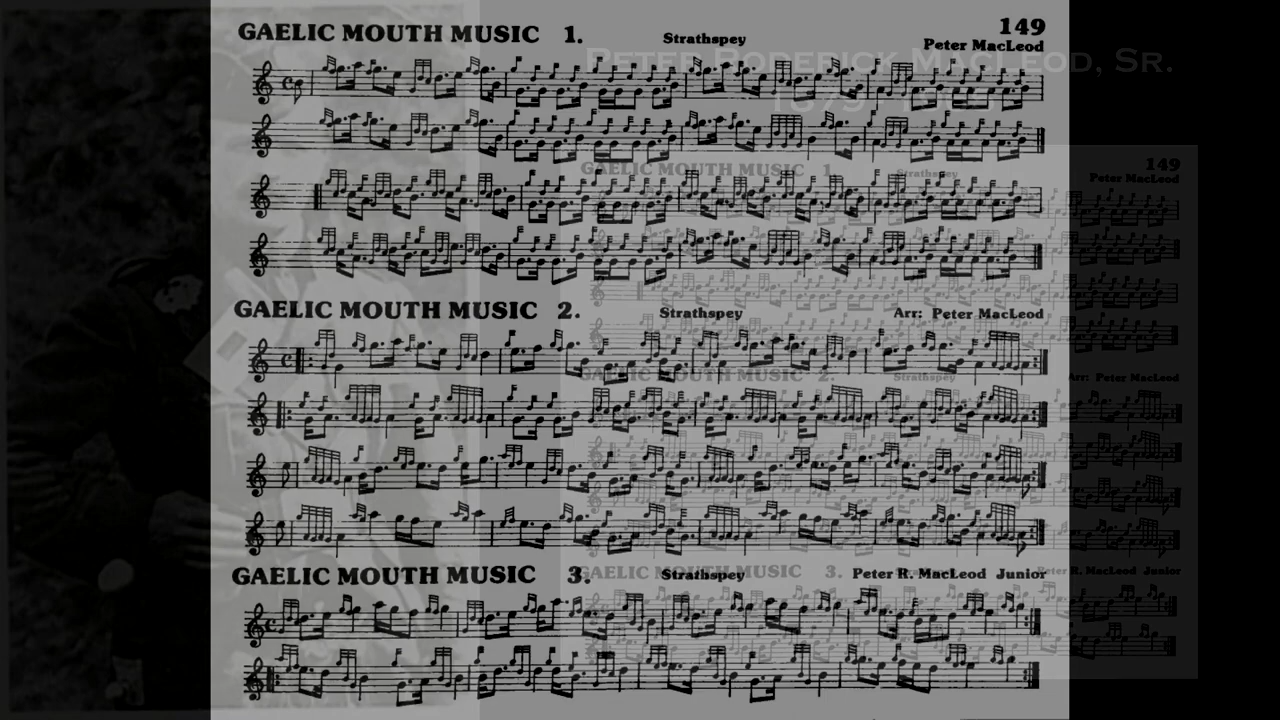 GAELIC MOUTH MUSIC 1.
Strathspey
149
Peter MacLeod
PETER RODERICK MACLEOD, SR.
GAELIC MOUTH MUSIC 1.
Strathspey
149
Peter MacLeod
GAELIC MOUTH MUSIC 2.
Strathspey
Arr: Peter MacLeod
GAELIC MOUTH MUSIC 2.
Strathspey
Arr: Peter MacLeod
GAELIC MOUTH MUSIC 3.
Strathspey
Peter R. MacLeod Junior
GAELIC MOUTH MUSIC 3.
Peter R. MacLeod Junior